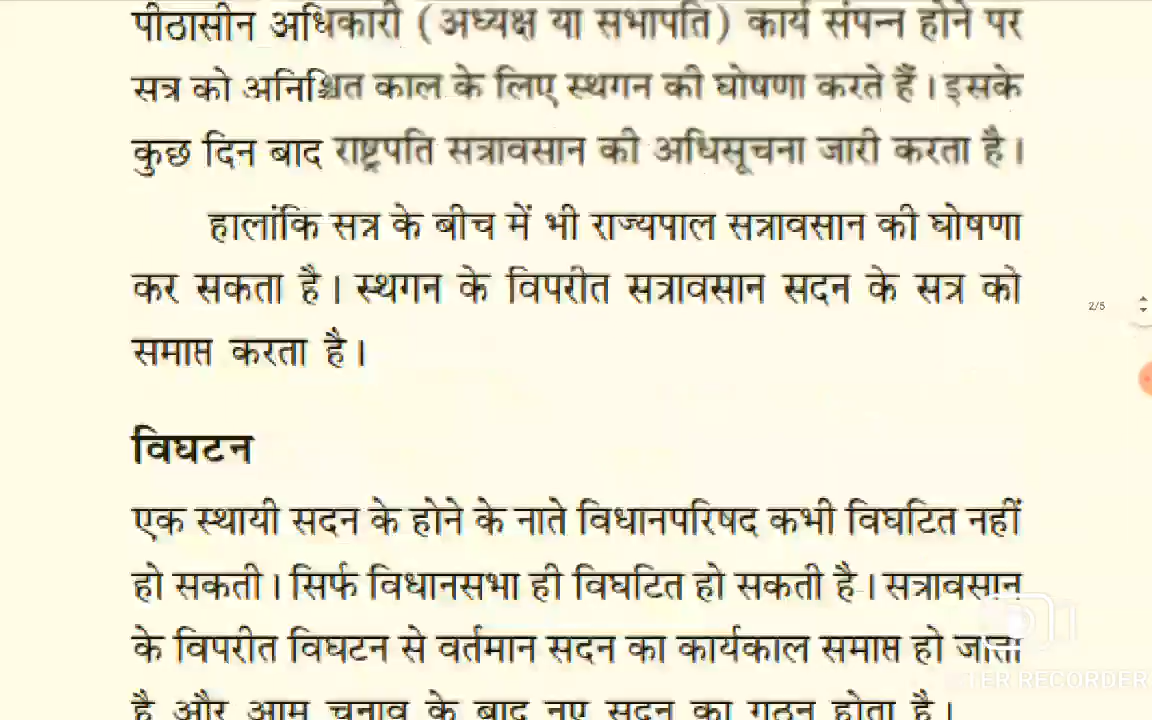 पीठासीन अधिकारी (अध्यक्ष या सभापति) कार्य संपन्न होने पर
सत्र को अनिश्चित काल के लिए स्थगन की घोषणा करते हैं। इसके
कुछ दिन बाद राष्ट्रपति सत्रावसान की अधिसूचना जारी करता है।
हालांकि सत्र के बीच में भी राज्यपाल सत्रावसान की घोषणा
कर सकता है। स्थगन के विपरीत सत्रावसान सदन के सत्र को
समाप्त करता है।
2/5
विघटन
एक स्थायी सदन के होने के नाते विधानपरिषद कभी विघटित नहीं
हो सकती। सिर्फ विधानसभा ही विघटित हो सकती है। सत्रावसान
के विपरीत विघटन से वर्तमान सदन का कार्यकाल समाप्त हो जाता
है और आम चुनाव के बाद नए सदन का गठन होता है।
TER RECORDER